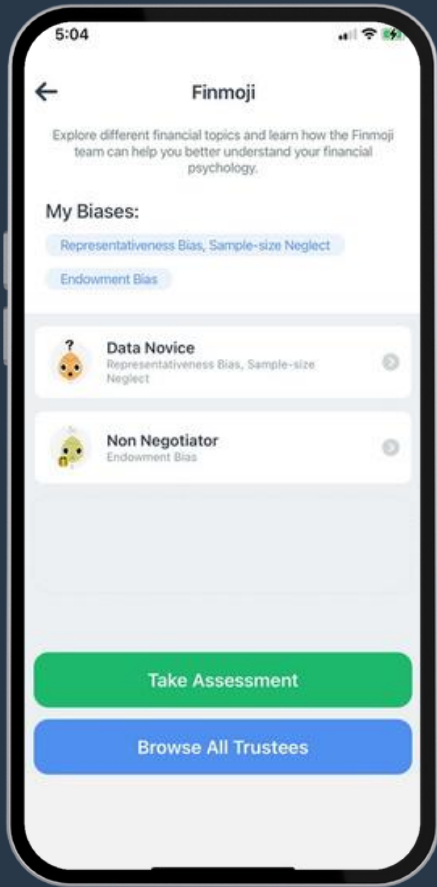 5:04
Finmoji
Explore different financial topics and learn how the Finmoji
team can help you better understand your financial
psychology.
My Biases:
Representativeness Bias, Sample-size Neglect
Endowment Bias
?
Data Novice
Representativeness Bias, Sample-size
Neglect
Non Negotiator
Endowment Bias
Take Assessment
Browse All Trustees